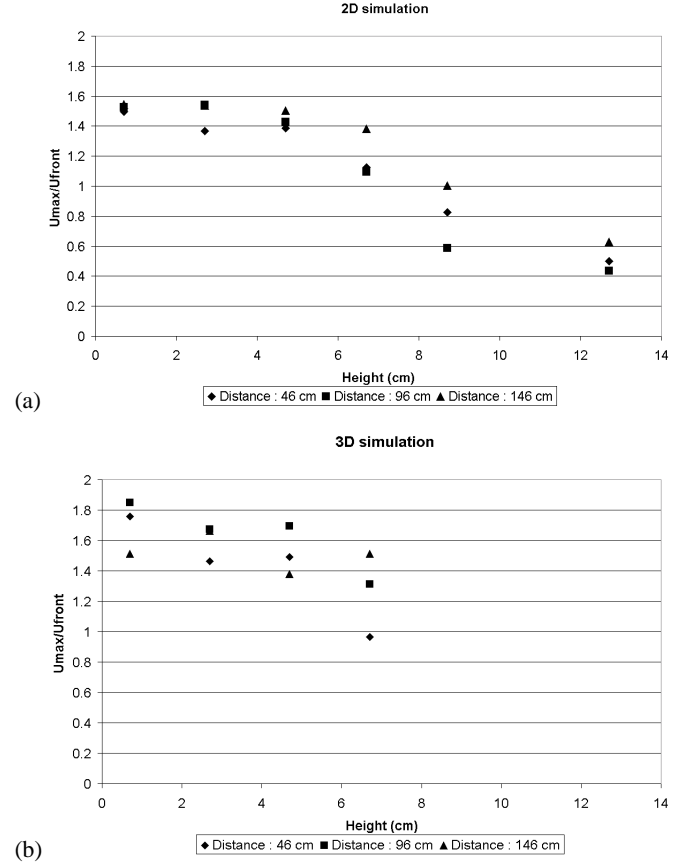 2D simulation
2
1.8
1.6
1.4
1.2
1
0.8
0.6
0.4
0.2
0
Umax/Ufront
0 2 4 6 8 10 12 14
Height (cm)
Distance : 46 cm Distance : 96 cm Distance : 146 cm
(a)
3D simulation
2
1.8
1.6
1.4
1.2
1
0.8
0.6
0.4
0.2
0
Umax/Ufront
0 2 4 6 8 10 12 14
Height (cm)
Distance : 46 cm Distance : 96 cm Distance : 146 cm
(b)